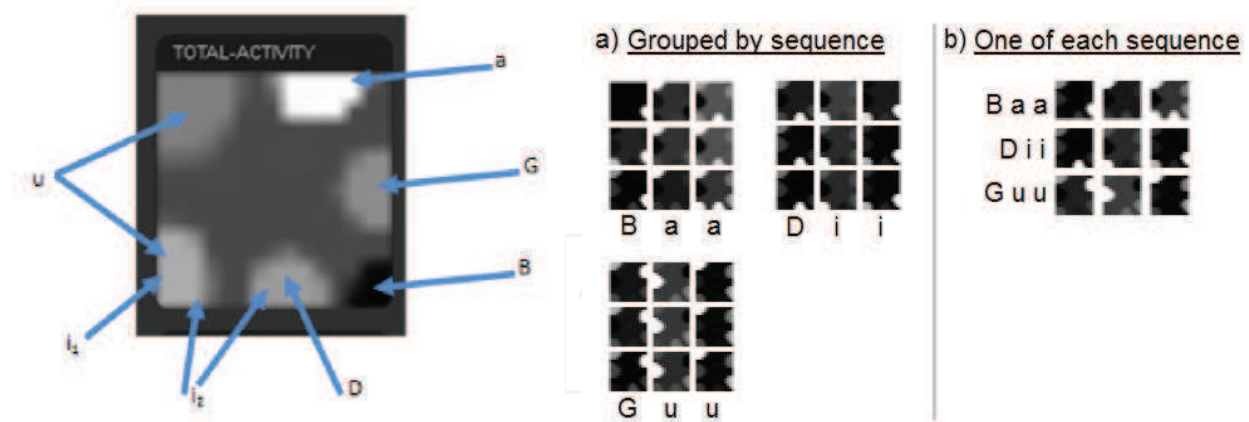 TOTAL-ACTIVITY
a
u
G
B
i₁
i₂
D
a) Grouped by sequence
B a a
D i i
G u u
b) One of each sequence
B a a
D i i
G u u